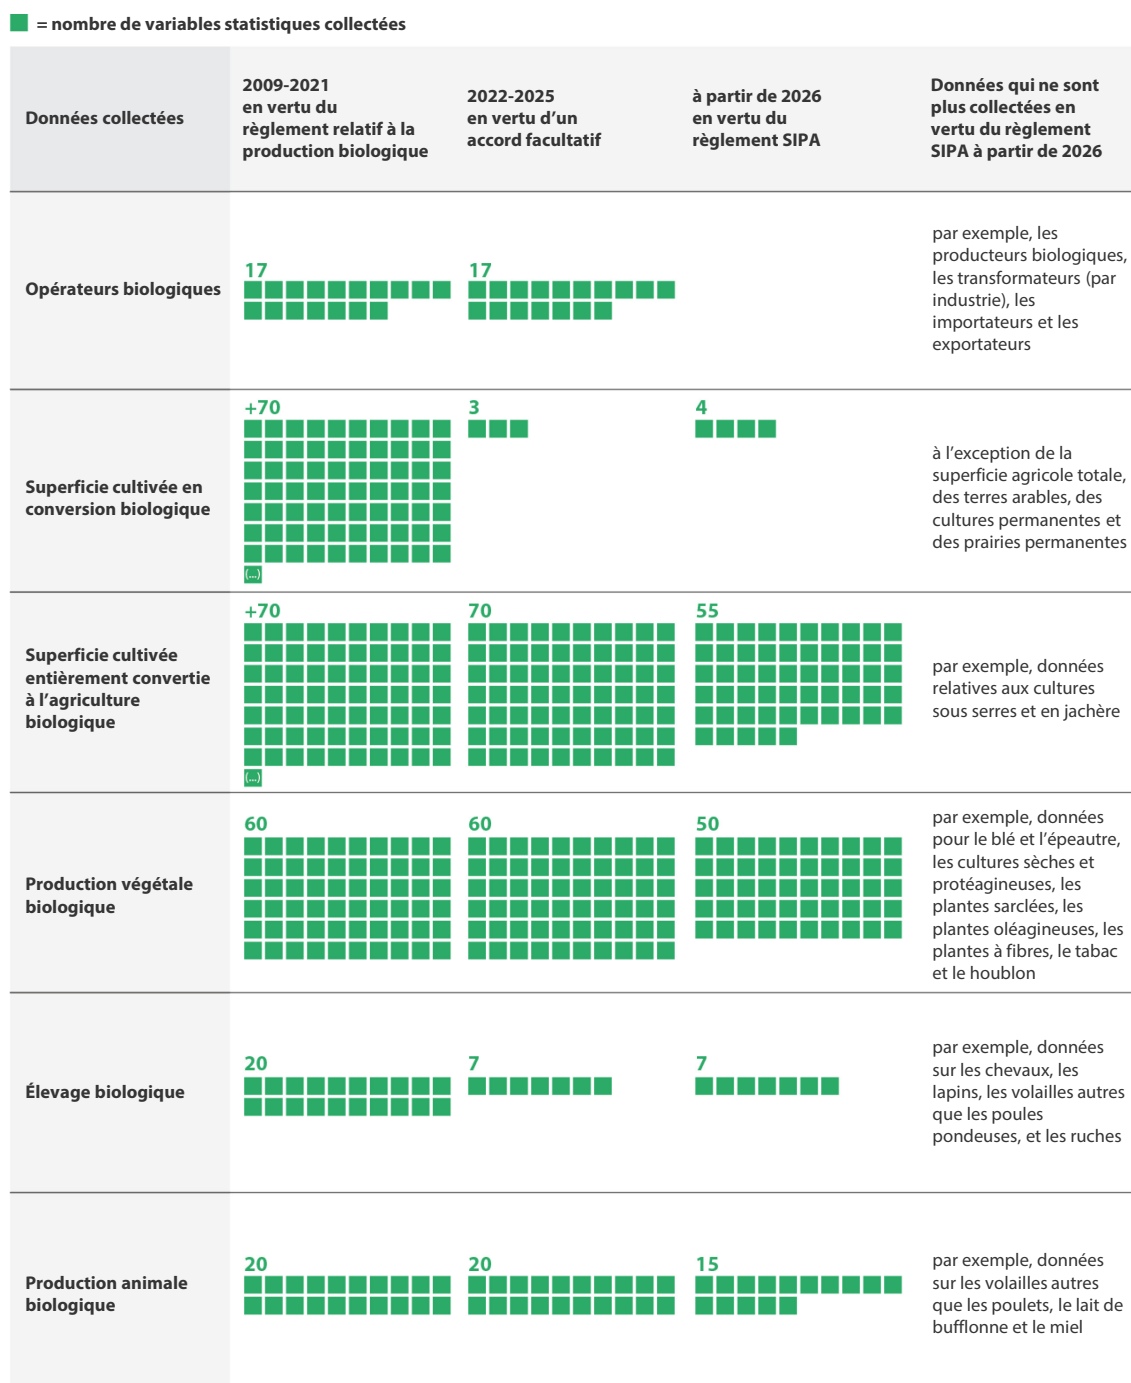 = nombre de variables statistiques collectées
Données collectées
2009-2021
en vertu du
règlement relatif à la
production biologique
2022-2025
en vertu d’un
accord facultatif
à partir de 2026
en vertu du
règlement SIPA
Données qui ne sont
plus collectées en
vertu du règlement
SIPA à partir de 2026
Opérateurs biologiques
17
17
par exemple, les
producteurs biologiques,
les transformateurs (par
industrie), les
importateurs et les
exportateurs
Superficie cultivée en
conversion biologique
+70
(...)
3
4
à l’exception de la
superficie agricole totale,
des terres arables, des
cultures permanentes et
des prairies permanentes
Superficie cultivée
entièrement convertie
à l’agriculture
biologique
+70
(...)
70
55
par exemple, données
relatives aux cultures
sous serres et en jachère
Production végétale
biologique
60
60
50
par exemple, données
pour le blé et l’épeautre,
les cultures sèches et
protéagineuses, les
plantes sarclées, les
plantes oléagineuses, les
plantes à fibres, le tabac
et le houblon
Élevage biologique
20
7
7
par exemple, données
sur les chevaux, les
lapins, les volailles autres
que les poules
pondeuses, et les ruches
Production animale
biologique
20
20
15
par exemple, données
sur les volailles autres
que les poulets, le lait de
bufflonne et le miel